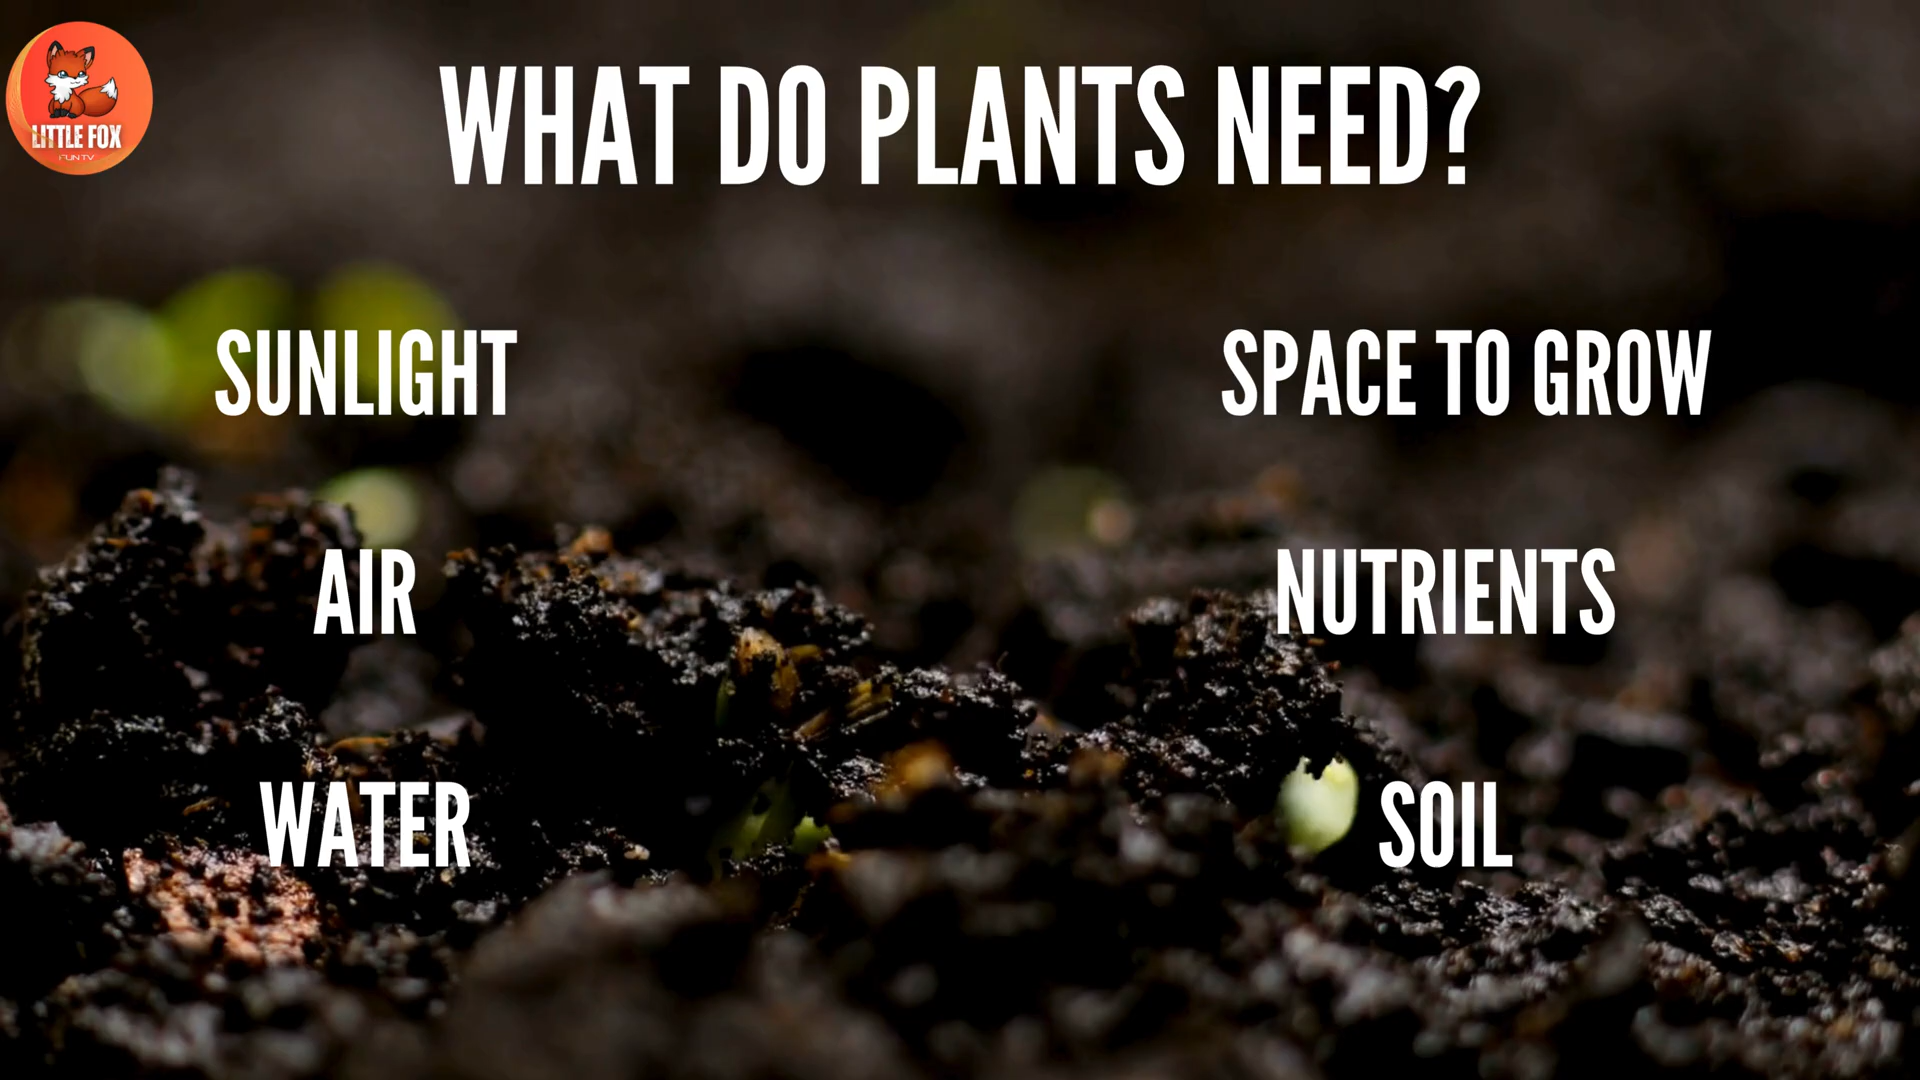 LITTLE FOX
FUN TV
WHAT DO PLANTS NEED?
SUNLIGHT
SPACE TO GROW
AIR
NUTRIENTS
WATER
SOIL